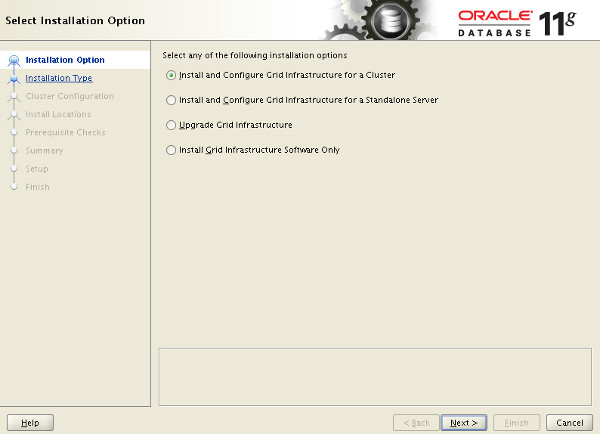 Select Installation Option
ORACLE
DATABASE
11g
Installation Option
Installation Type
Cluster Configuration
Install Locations
Prerequisite Checks
Summary
Setup
Finish
Select any of the following installation options
Install and Configure Grid Infrastructure for a Cluster
Install and Configure Grid Infrastructure for a Standalone Server
Upgrade Grid Infrastructure
Install Grid Infrastructure Software Only
Help
< Back
Next >
Finish
Cancel